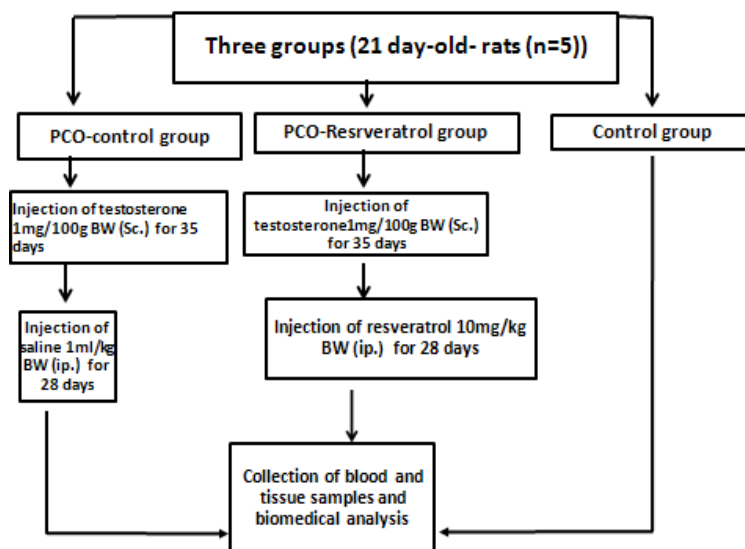 Three groups (21 day-old- rats (n=5))
PCO-control group
PCO-Resrveratrol group
Control group
Injection of testosterone
1mg/100g BW (Sc.) for 35
days
Injection of
testosterone1mg/100g BW (Sc.)
for 35 days
Injection of
saline 1ml/kg
BW (ip.) for
28 days
Injection of resveratrol 10mg/kg
BW (ip.) for 28 days
Collection of blood and
tissue samples and
biomedical analysis